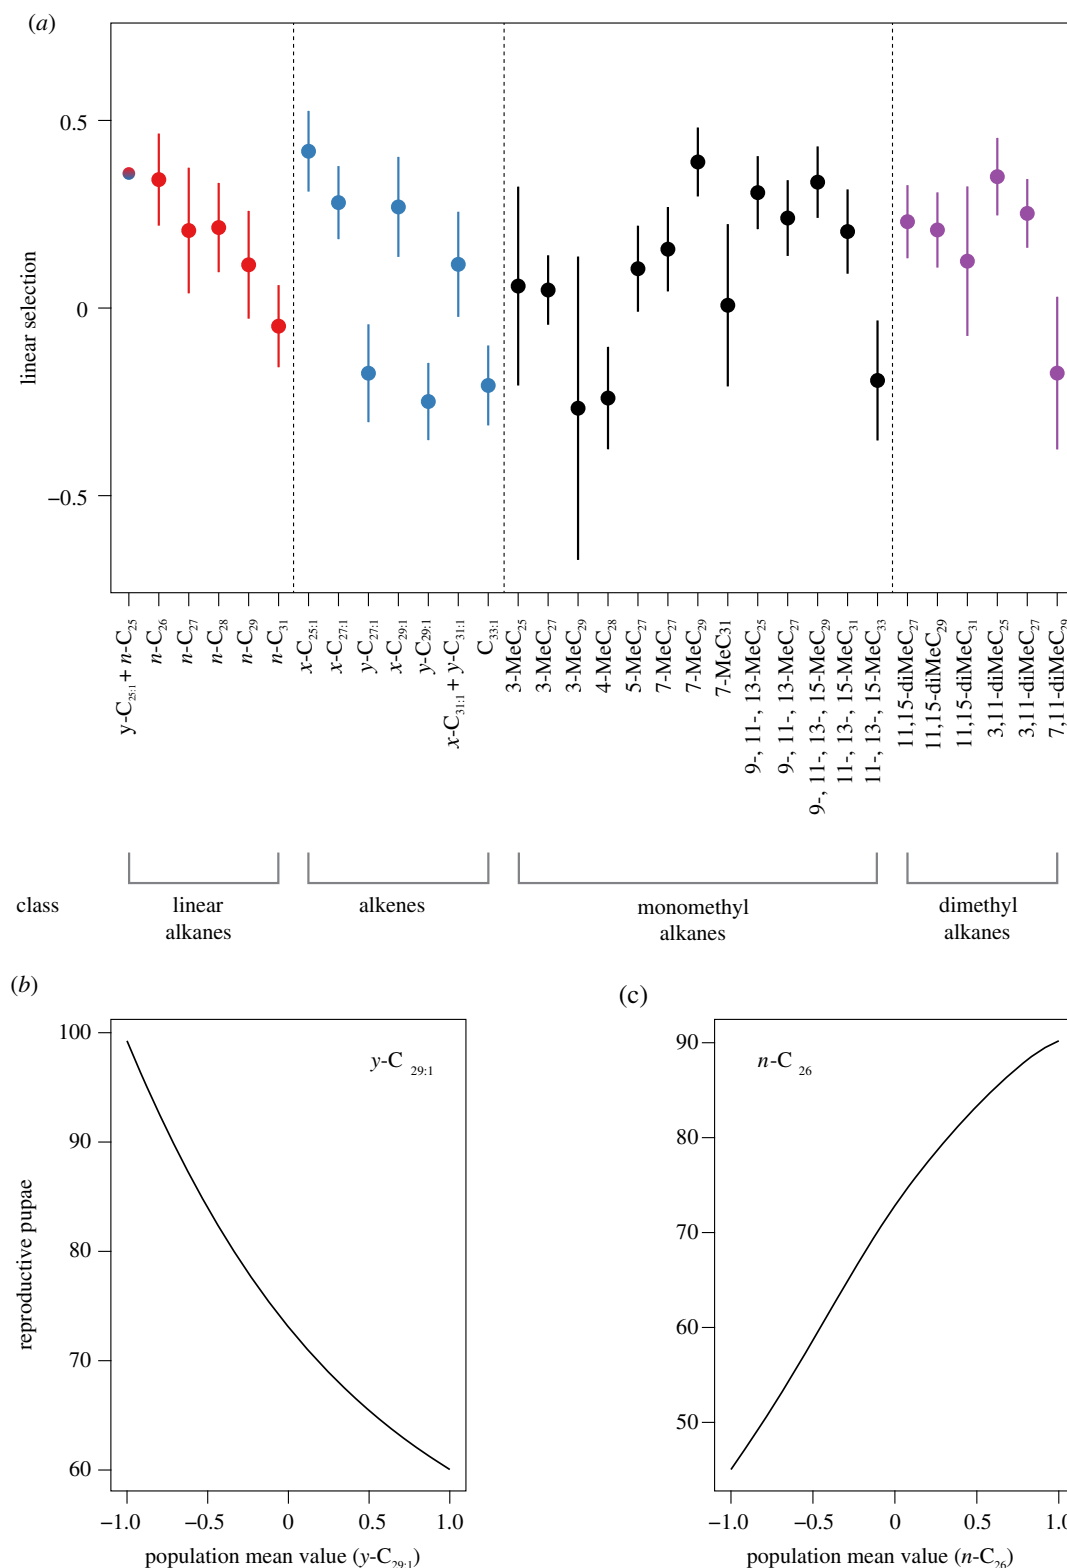 (a)
linear selection
0.5
0
−0.5
y-C25:1 + n-C25
n-C26
n-C27
n-C28
n-C29
n-C31
x-C25:1
x-C27:1
y-C27:1
x-C29:1
y-C29:1
x-C31:1 + y-C31:1
C33:1
3-MeC25
3-MeC27
3-MeC29
4-MeC28
5-MeC27
7-MeC27
7-MeC29
7-MeC31
9-, 11-, 13-MeC25
9-, 11-, 13-MeC27
9-, 11-, 13-, 15-MeC29
11-, 13-, 15-MeC31
11-, 13-, 15-MeC33
11,15-diMeC27
11,15-diMeC29
11,15-diMeC31
3,11-diMeC25
3,11-diMeC27
7,11-diMeC29
class
linear
alkanes
alkenes
monomethyl
alkanes
dimethyl
alkanes
(b)
reproductive pupae
100
90
80
70
60
y-C 29:1
−1.0 −0.5 0 0.5 1.0
population mean value (y-C29:1)
(c)
90
80
70
60
50
n-C 26
−1.0 −0.5 0 0.5 1.0
population mean value (n-C26)